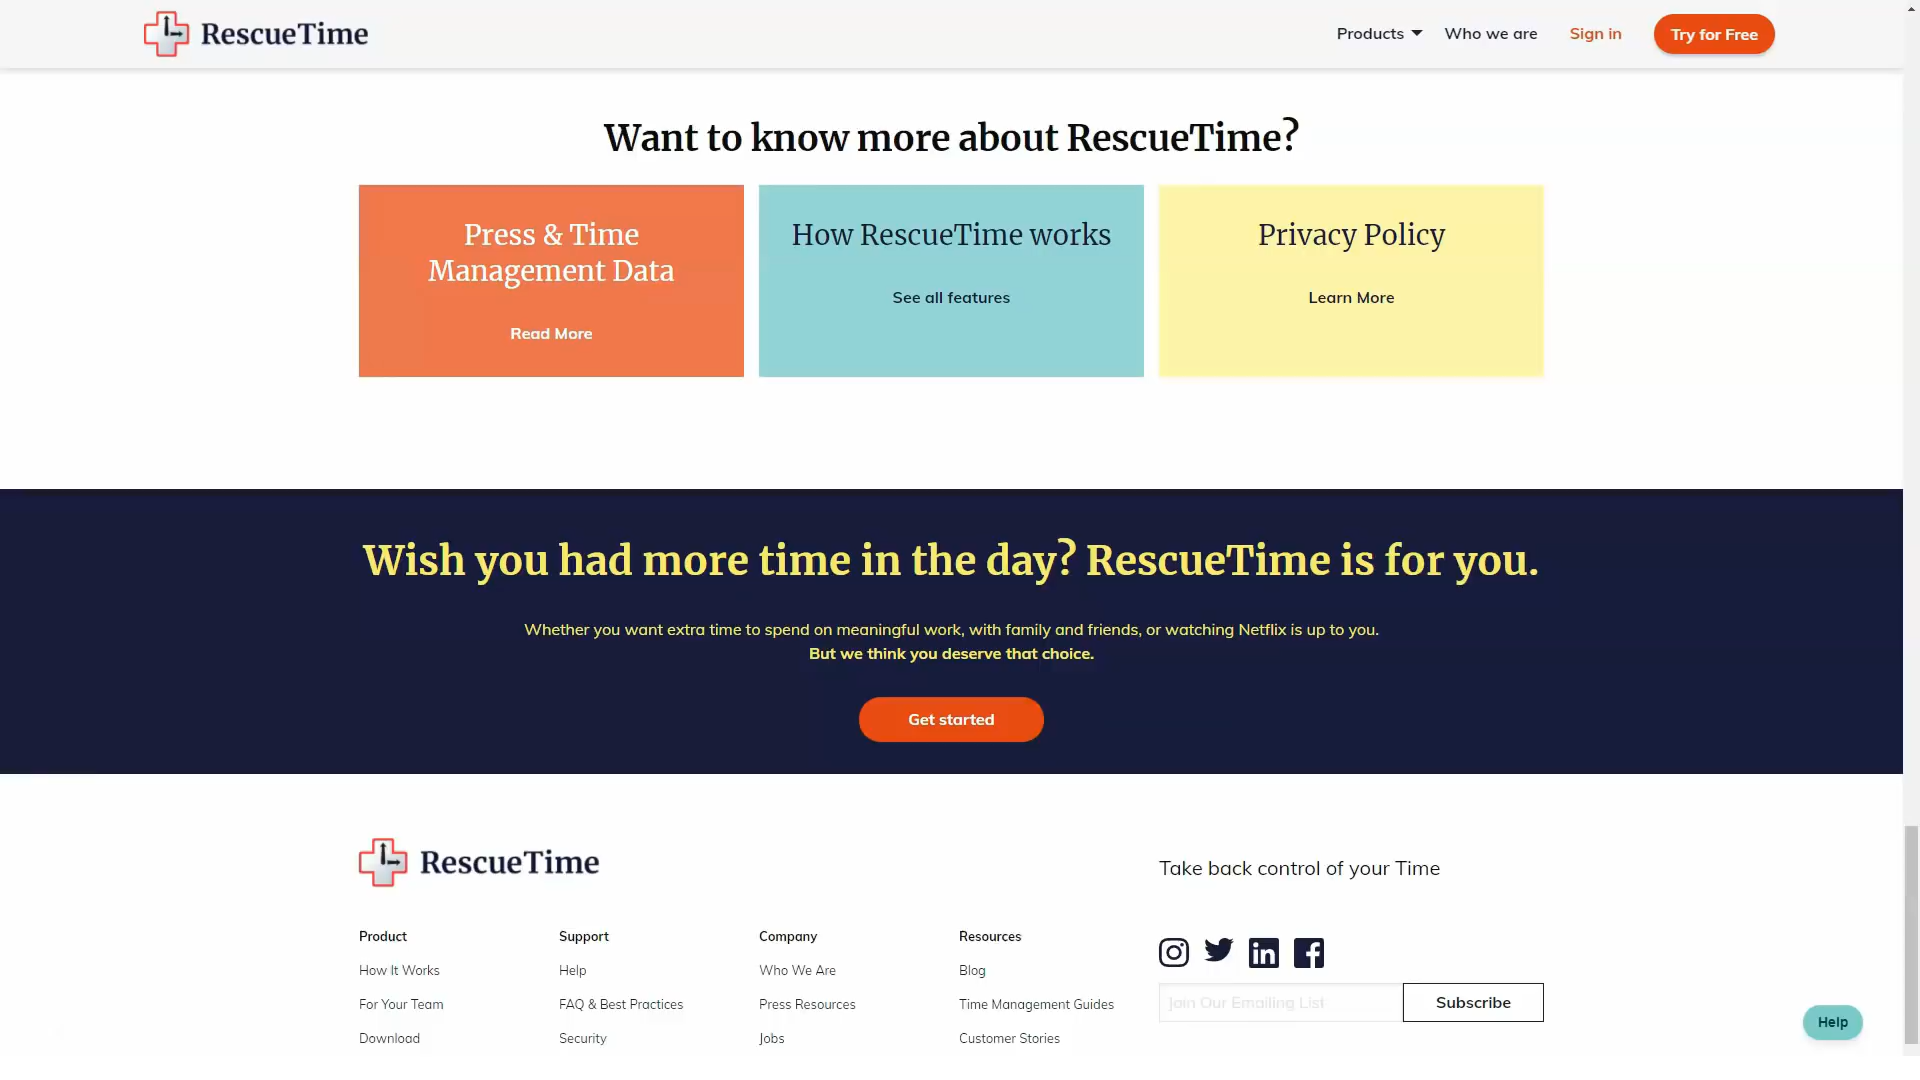 RescueTime
Products
Who we are
Sign in
Try for Free
Want to know more about RescueTime?
Press & Time
Management Data
Read More
How RescueTime works
See all features
Privacy Policy
Learn More
Wish you had more time in the day? RescueTime is for you.
Whether you want extra time to spend on meaningful work, with family and friends, or watching Netflix is up to you.
But we think you deserve that choice.
Get started
RescueTime
Take back control of your Time
Product
How It Works
For Your Team
Download
Support
Help
FAQ & Best Practices
Security
Company
Who We Are
Press Resources
Jobs
Resources
Blog
Time Management Guides
Customer Stories
Join Our Emailing List
Subscribe
Help